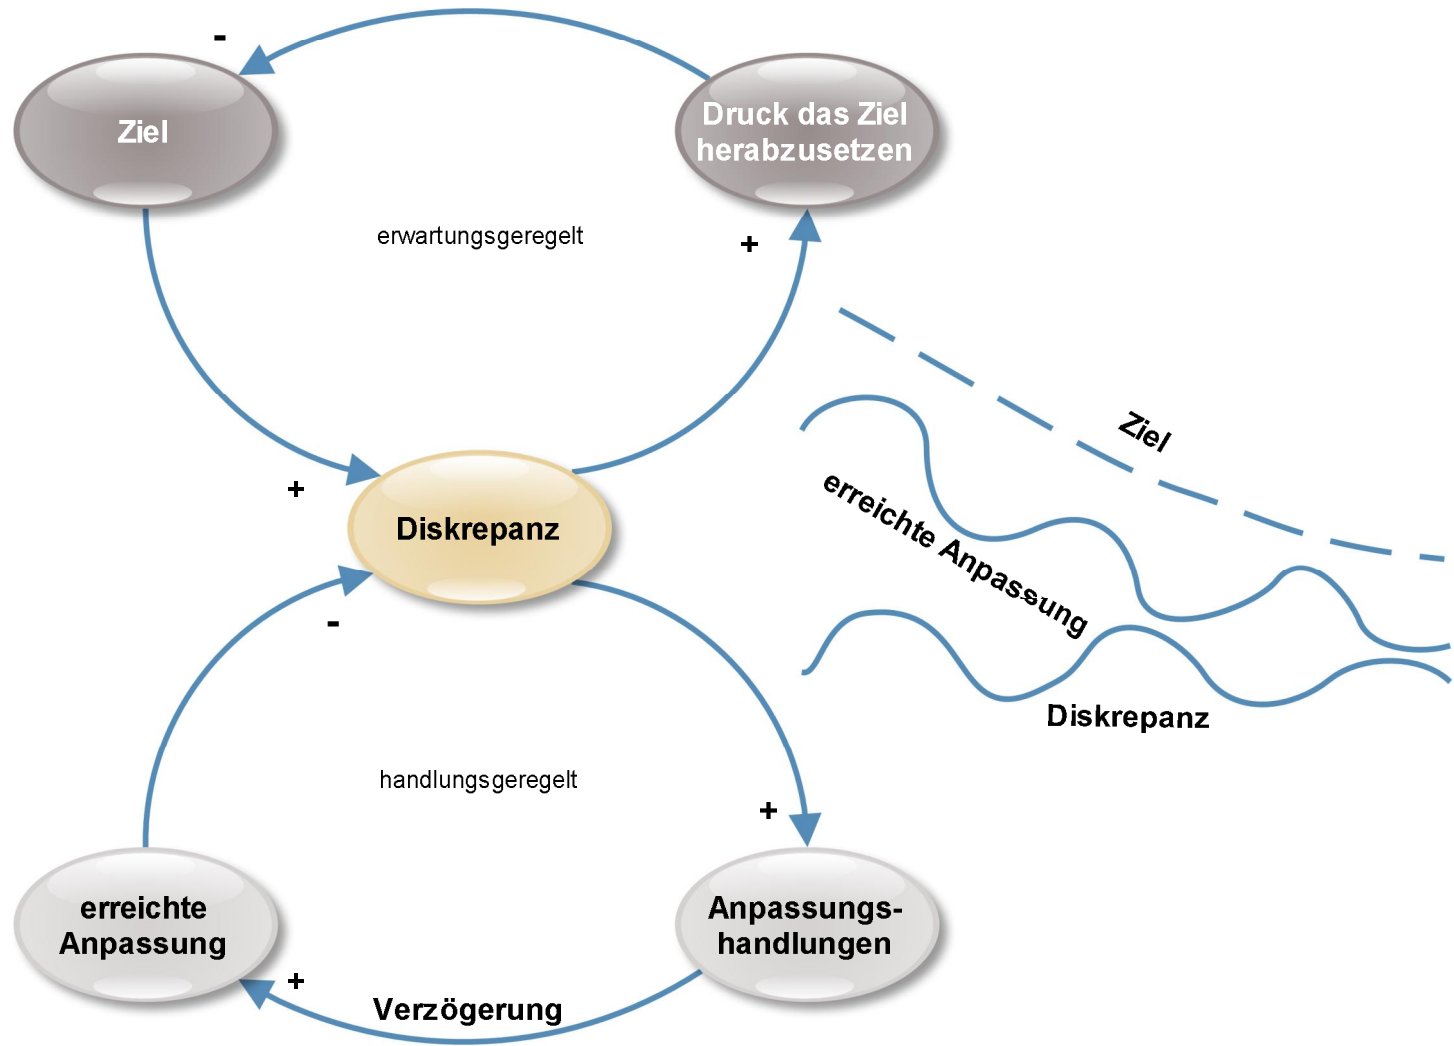 -
Ziel
Druck das Ziel
herabzusetzen
erwartungsgeregelt
+
+
Diskrepanz
-
handlungsgeregelt
+
erreichte
Anpassung
Anpassungs-
handlungen
+
Verzögerung
Ziel
erreichte Anpassung
Diskrepanz